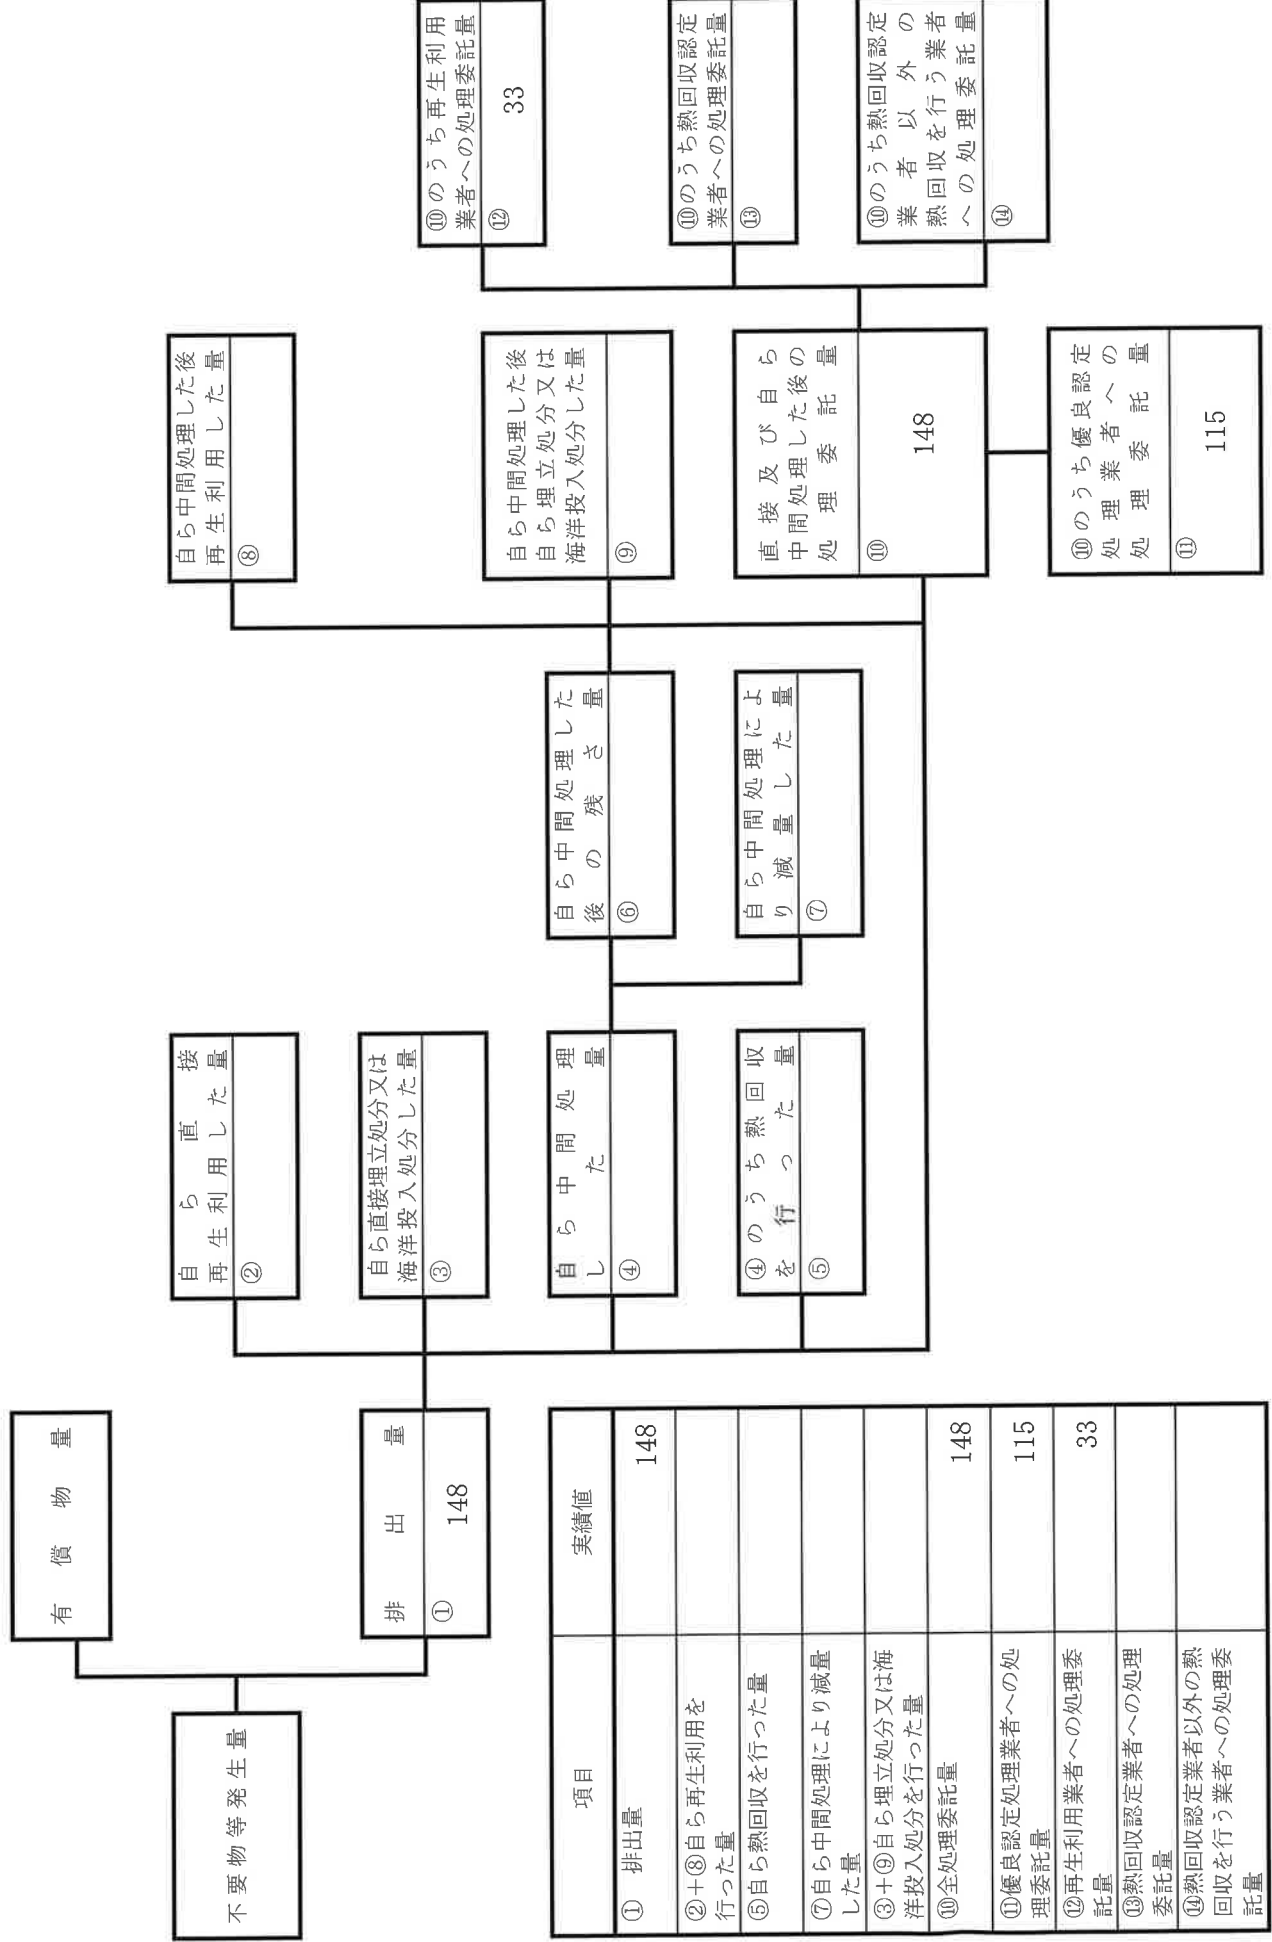 不要物等発生量
有償物量
排出量
①
148
自ら直接
再生利用した量
②
自ら直接埋立処分又は
海洋投入処分した量
③
自ら中間処理
した量
④
④のうち熱回収
を行った量
⑤
自ら中間処理した
後の残さ量
⑥
自ら中間処理によ
り減量した量
⑦
自ら中間処理した後
再生利用した量
⑧
自ら中間処理した後
自ら埋立処分又は
海洋投入処分した量
⑨
直接及び自ら
中間処理した後の
処理委託量
⑩
148
⑩のうち優良認定
処理業者への
処理委託量
⑪
115
⑩のうち再生利用
業者への処理委託量
⑫
33
⑩のうち熱回収認定
業者への処理委託量
⑬
⑩のうち熱回収認定
業者以外の
熱回収を行う業者
への処理委託量
⑭
項目 実績値
① 排出量 148
②+⑧自ら再生利用を
行った量
⑤自ら熱回収を行った量
⑦自ら中間処理により減量
した量
③+⑨自ら埋立処分又は海
洋投入処分を行った量
⑩全処理委託量 148
⑪優良認定処理業者への処
理委託量 115
⑫再生利用業者への処理委
託量 33
⑬熱回収認定業者への処理
委託量
⑭熱回収認定業者以外の熱
回収を行う業者への処理委
託量